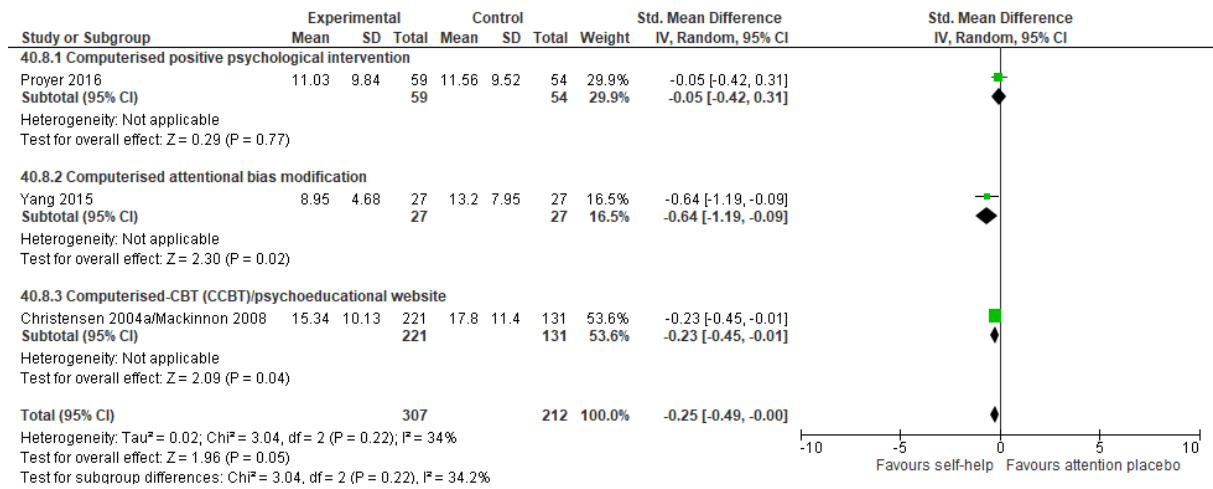 Experimental Control Std. Mean Difference Std. Mean Difference
Study or Subgroup Mean SD Total Mean SD Total Weight IV, Random, 95% CI IV, Random, 95% CI
40.8.1 Computerised positive psychological intervention
Proyer 2016 11.03 9.84 59 11.56 9.52 54 29.9% -0.05 [-0.42, 0.31]
Subtotal (95% CI) 59 54 29.9% -0.05 [-0.42, 0.31]
Heterogeneity: Not applicable
Test for overall effect: Z = 0.29 (P = 0.77)
40.8.2 Computerised attentional bias modification
Yang 2015 8.95 4.68 27 13.2 7.95 27 16.5% -0.64 [-1.19, -0.09]
Subtotal (95% CI) 27 27 16.5% -0.64 [-1.19, -0.09]
Heterogeneity: Not applicable
Test for overall effect: Z = 2.30 (P = 0.02)
40.8.3 Computerised-CBT (CCBT)/psychoeducational website
Christensen 2004a/Mackinnon 2008 15.34 10.13 221 17.8 11.4 131 53.6% -0.23 [-0.45, -0.01]
Subtotal (95% CI) 221 131 53.6% -0.23 [-0.45, -0.01]
Heterogeneity: Not applicable
Test for overall effect: Z = 2.09 (P = 0.04)
Total (95% CI) 307 212 100.0% -0.25 [-0.49, -0.00]
Heterogeneity: Tau² = 0.02; Chi² = 3.04, df = 2 (P = 0.22); I² = 34%
Test for overall effect: Z = 1.96 (P = 0.05)
Test for subgroup differences: Chi² = 3.04, df = 2 (P = 0.22), I² = 34.2%
-10 -5 0 5 10
Favours self-help Favours attention placebo